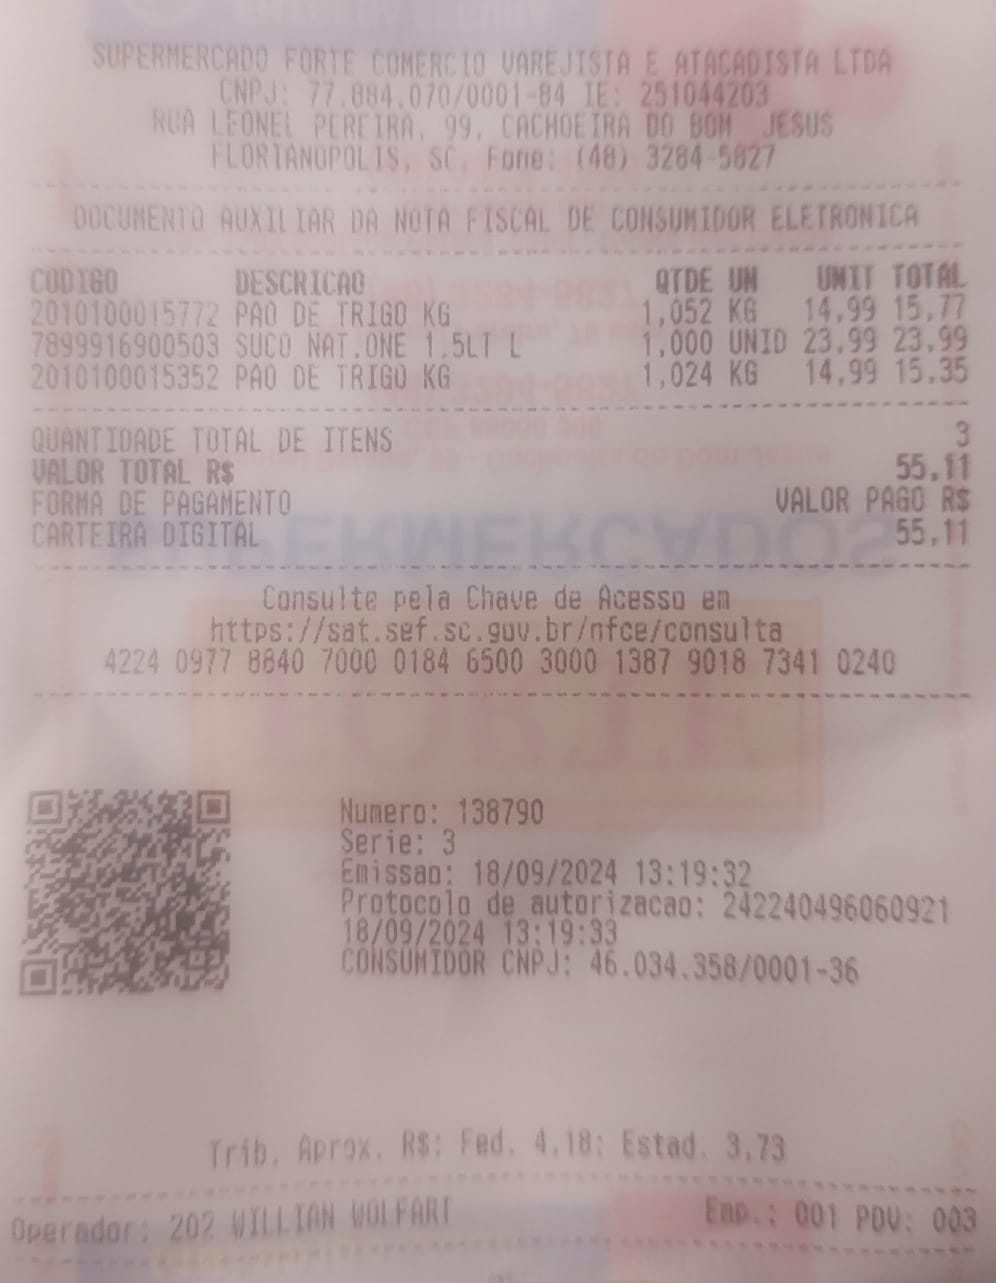 SUPERMERCADO FORTE COMERCIO VAREJISTA E ATACADISTA LTDA
CNPJ: 77.884.070/0001-84 IE: 251044203
RUA LEONEL PEREIRA, 99, CACHOEIRA DO BOM JESUS
FLORIANOPOLIS, SC, Fone: (48) 3284-5827
DOCUMENTO AUXILIAR DA NOTA FISCAL DE CONSUMIDOR ELETRONICA
CODIGO DESCRICAO QTDE UN UNIT TOTAL
2010100015772 PAO DE TRIGO KG 1,052 KG 14,99 15,77
7899916900503 SUCO NAT.ONE 1.5LT L 1,000 UNID 23,99 23,99
2010100015352 PAO DE TRIGO KG 1,024 KG 14,99 15,35
QUANTIDADE TOTAL DE ITENS 3
VALOR TOTAL R$ 55,11
FORMA DE PAGAMENTO VALOR PAGO R$
CARTEIRA DIGITAL 55,11
Consulte pela Chave de Acesso em
https://sat.sef.sc.gov.br/nfce/consulta
4224 0977 8840 7000 0184 6500 3000 1387 9018 7341 0240
Numero: 138790
Serie: 3
Emissao: 18/09/2024 13:19:32
Protocolo de autorizacao: 242240496060921
18/09/2024 13:19:33
CONSUMIDOR CNPJ: 46.034.358/0001-36
Trib. Aprox. R$: Fed. 4,18; Estad. 3,73
Operador: 202 WILLIAN WOLFART Emp.: 001 PDV: 003